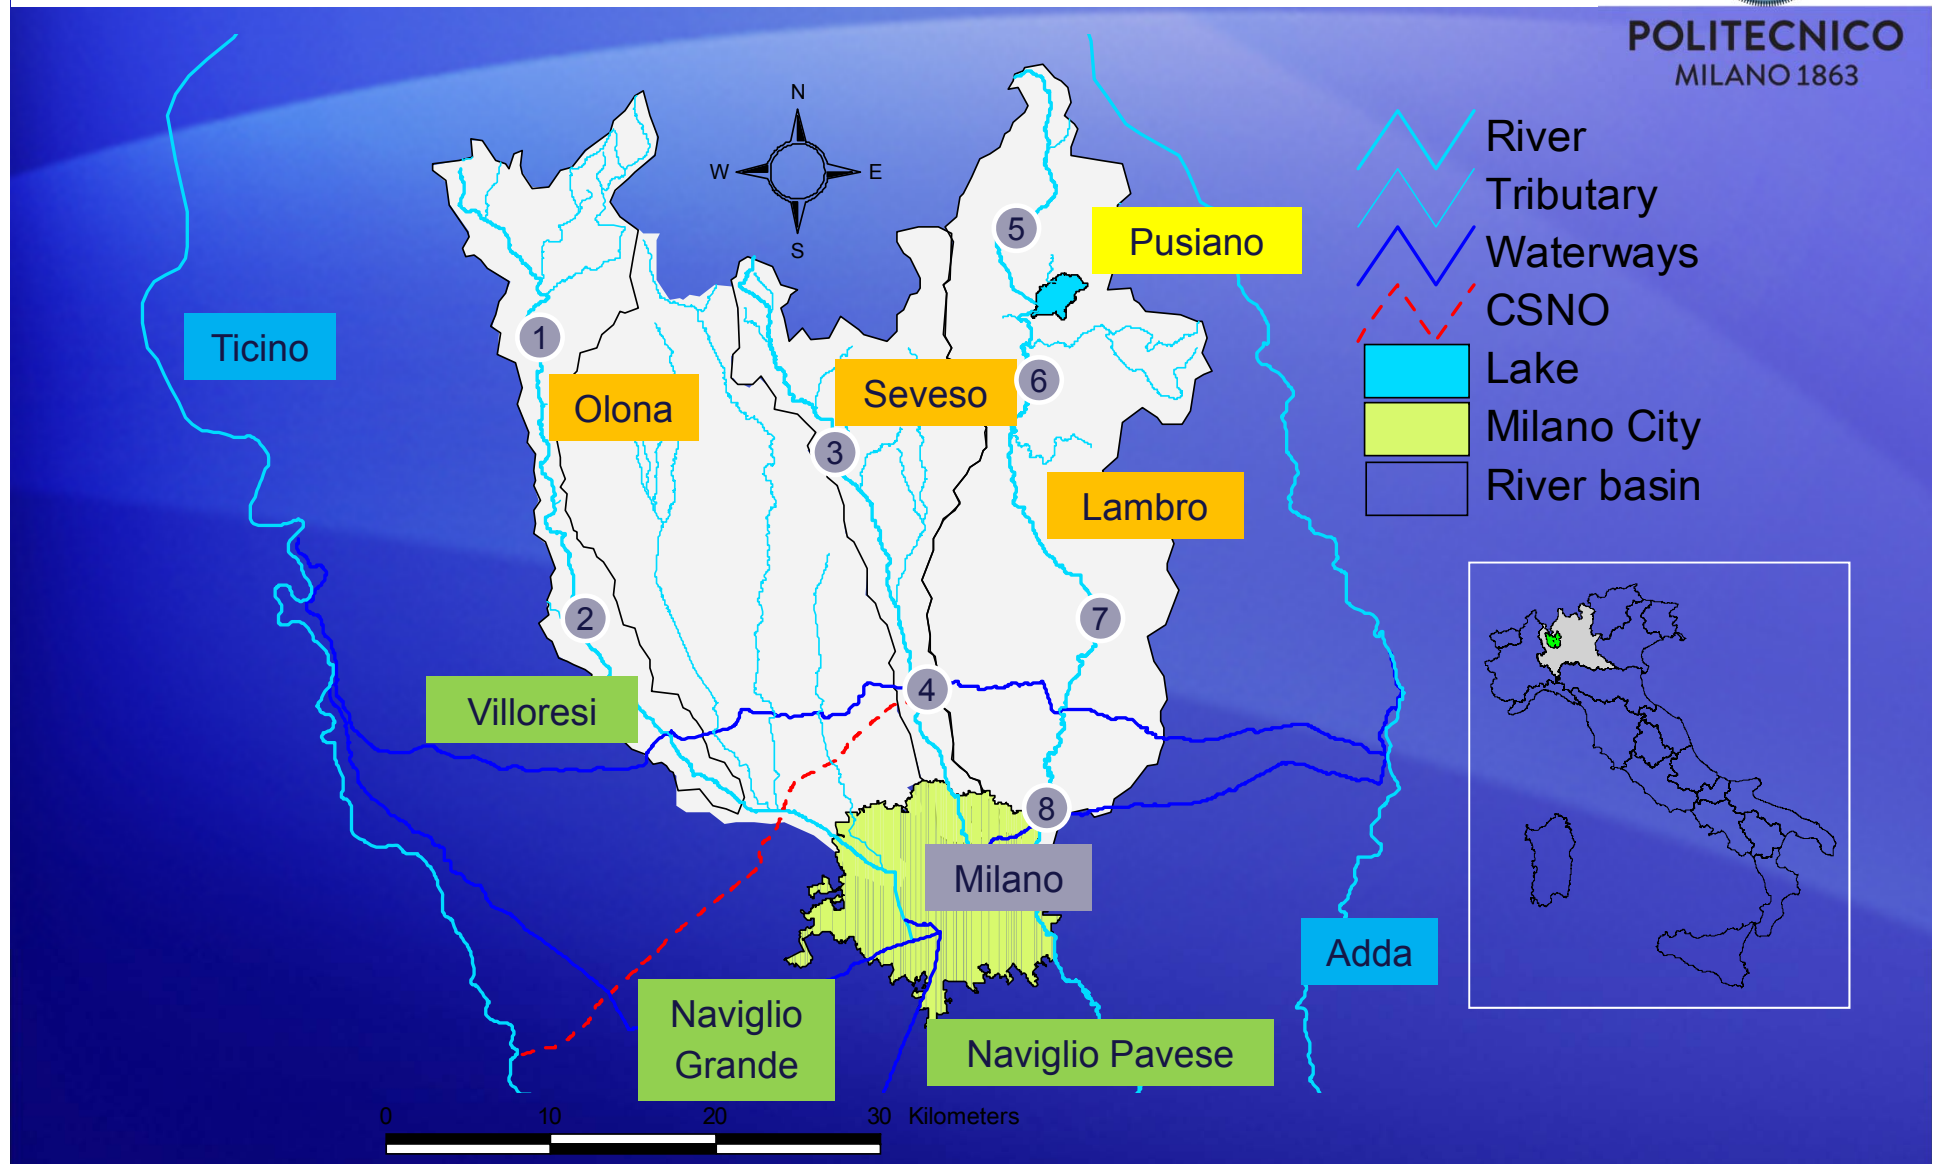 POLITECNICO
MILANO 1863
N
W
E
S
River
Tributary
Waterways
CSNO
Lake
Milano City
River basin
5
Pusiano
Ticino
1
Olona
Seveso
6
3
Lambro
2
7
4
Villoresi
8
Milano
Adda
Naviglio
Grande
Naviglio Pavese
0 10 20 30 Kilometers